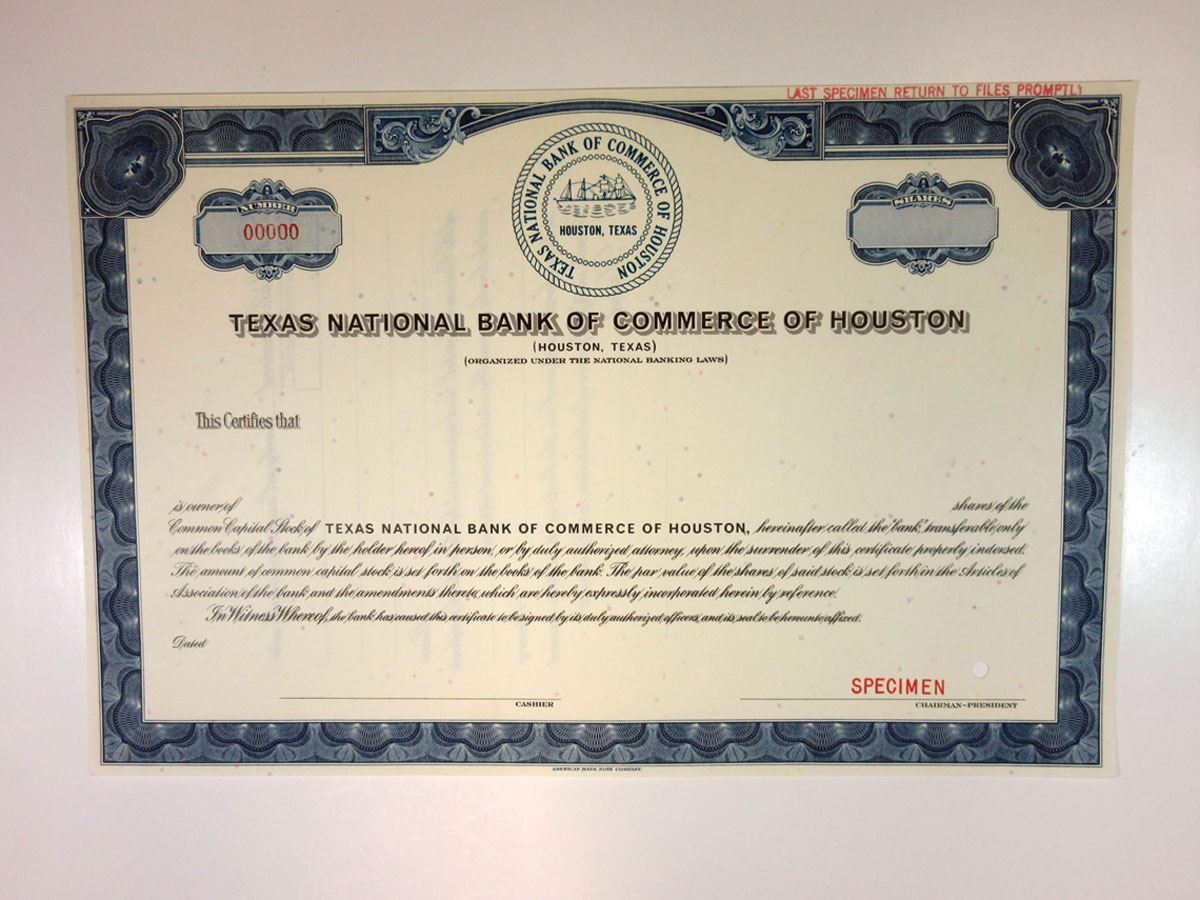 LAST SPECIMEN RETURN TO FILES PROMPTLY
NUMBER
00000
TEXAS NATIONAL BANK OF COMMERCE OF HOUSTON
HOUSTON, TEXAS
SHARES
TEXAS NATIONAL BANK OF COMMERCE OF HOUSTON
(HOUSTON, TEXAS)
(ORGANIZED UNDER THE NATIONAL BANKING LAWS)
This Certifies that
is owner of shares of the
Common Capital Stock of TEXAS NATIONAL BANK OF COMMERCE OF HOUSTON, hereinafter called the "bank" transferable only
on the books of the bank by the holder hereof in person, or by duly authorized attorney, upon the surrender of this certificate properly indorsed.
The amount of common capital stock is set forth on the books of the bank. The par value of the shares of said stock is set forth in the Articles of
Association of the bank and the amendments thereto, which are hereby expressly incorporated herein by reference.
In Witness Whereof, the bank has caused this certificate to be signed by its duly authorized officers, and its seal to be hereunto affixed.
Dated
SPECIMEN
CASHIER
CHAIRMAN-PRESIDENT
AMERICAN BANK NOTE COMPANY.